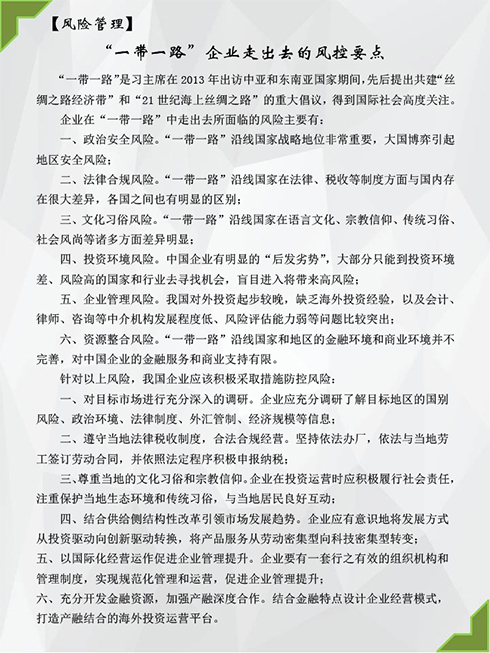 【风险管理】
“一带一路”企业走出去的风控要点
“一带一路”是习主席在2013年出访中亚和东南亚国家期间，先后提出共建“丝
绸之路经济带”和“21世纪海上丝绸之路”的重大倡议，得到国际社会高度关注。
企业在“一带一路”中走出去所面临的风险主要有：
一、政治安全风险。“一带一路”沿线国家战略地位非常重要，大国博弈引起
地区安全风险；
二、法律合规风险。“一带一路”沿线国家在法律、税收等制度方面与国内存
在很大差异，各国之间也有明显的区别；
三、文化习俗风险。“一带一路”沿线国家在语言文化、宗教信仰、传统习俗、
社会风尚等诸多方面差异明显；
四、投资环境风险。中国企业有明显的“后发劣势”，大部分只能到投资环境
差、风险高的国家和行业去寻找机会，盲目进入将带来高风险；
五、企业管理风险。我国对外投资起步较晚，缺乏海外投资经验，以及会计、
律师、咨询等中介机构发展程度低、风险评估能力弱等问题比较突出；
六、资源整合风险。“一带一路”沿线国家和地区的金融环境和商业环境并不
完善，对中国企业的金融服务和商业支持有限。
针对以上风险，我国企业应该积极采取措施防控风险：
一、对目标市场进行充分深入的调研。企业应充分调研了解目标地区的国别
风险、政治环境、法律制度、外汇管制、经济规模等信息；
二、遵守当地法律税收制度，合法合规经营。坚持依法办厂，依法与当地劳
工签订劳动合同，并依照法定程序积极申报纳税；
三、尊重当地的文化习俗和宗教信仰。企业在投资运营时应积极履行社会责任，
注重保护当地生态环境和传统习俗，与当地居民良好互动；
四、结合供给侧结构性改革引领市场发展趋势。企业应有意识地将发展方式
从投资驱动向创新驱动转换，将产品服务从劳动密集型向科技密集型转变；
五、以国际化经营运作促进企业管理提升。企业要有一套行之有效的组织机构和
管理制度，实现规范化管理和运营，促进企业管理提升；
六、充分开发金融资源，加强产融深度合作。结合金融特点设计企业经营模式，
打造产融结合的海外投资运营平台。